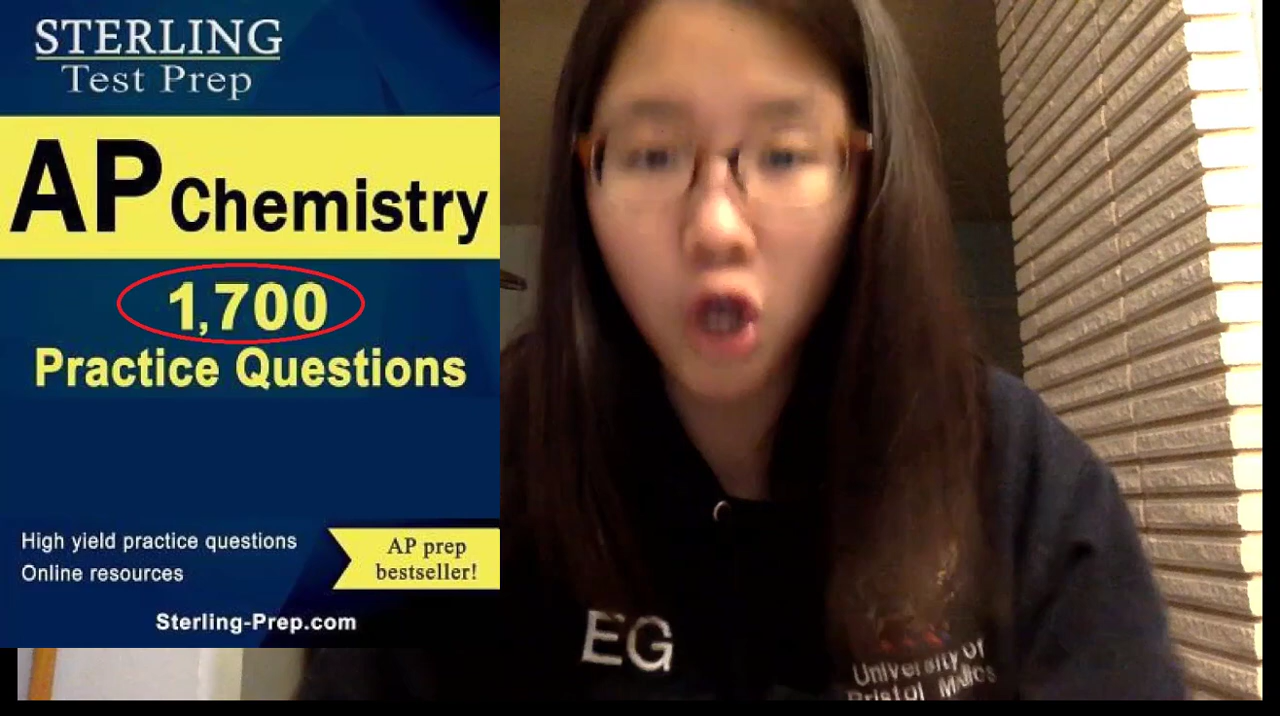 STERLING
Test Prep
AP Chemistry
1,700
Practice Questions
High yield practice questions
Online resources
AP prep
bestseller!
Sterling-Prep.com
EG
University Of
Bristol Medics